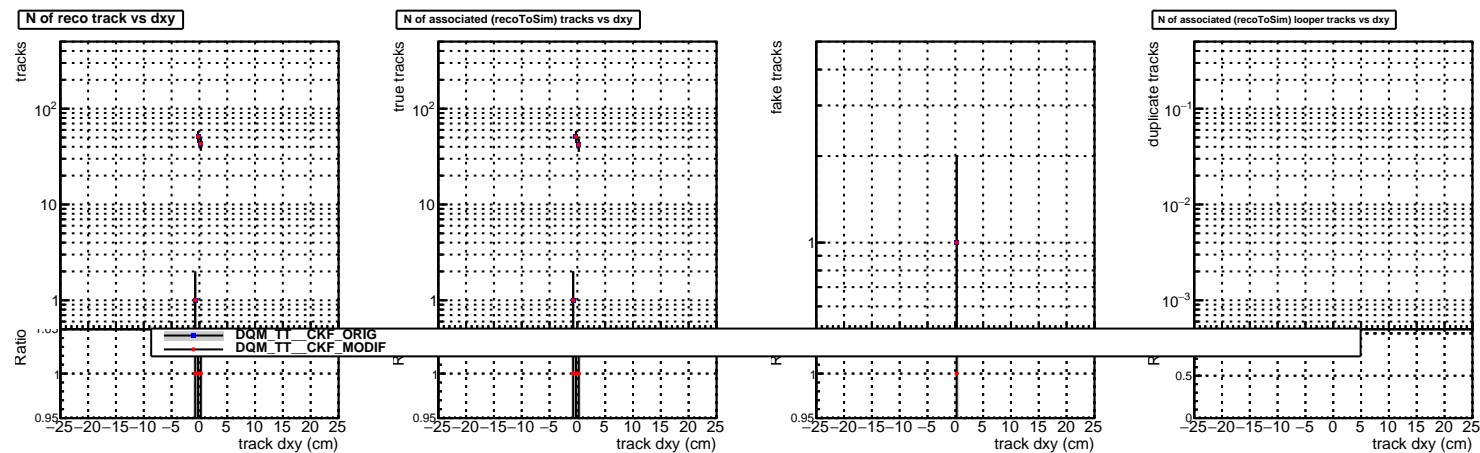 N of reco track vs dxy
N of associated (recoToSim) tracks vs dxy
N of associated (recoToSim) looper tracks vs dxy
tracks
10²
10
1
Ratio
1
0.95
−25 −20 −15 −10 −5 0 5 10 15 20 25
track dxy (cm)
true tracks
10²
10
1
1
0.95
−25 −20 −15 −10 −5 0 5 10 15 20 25
track dxy (cm)
fake tracks
1
1
0.95
−25 −20 −15 −10 −5 0 5 10 15 20 25
track dxy (cm)
duplicate tracks
10⁻¹
10⁻²
10⁻³
0.5
0
−25 −20 −15 −10 −5 0 5 10 15 20 25
track dxy (cm)
DQM_TT__CKF_ORIG
DQM_TT__CKF_MODIF